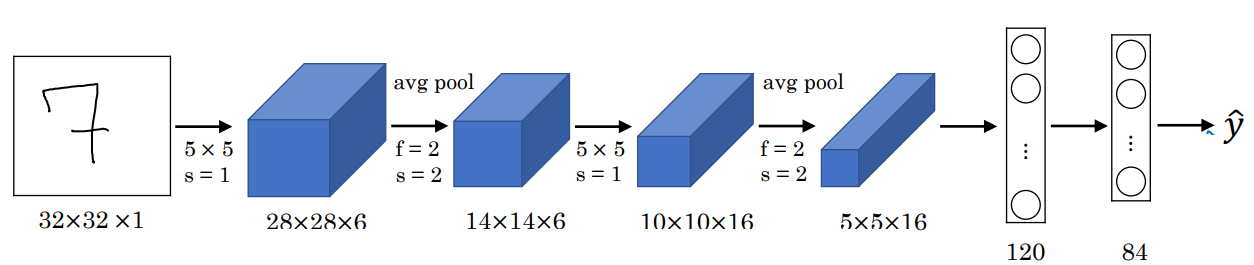 7
32×32 ×1
5 × 5
s = 1
28×28×6
avg pool
f = 2
s = 2
14×14×6
5 × 5
s = 1
10×10×16
avg pool
f = 2
s = 2
5×5×16
⋮
120
⋮
84
ŷ